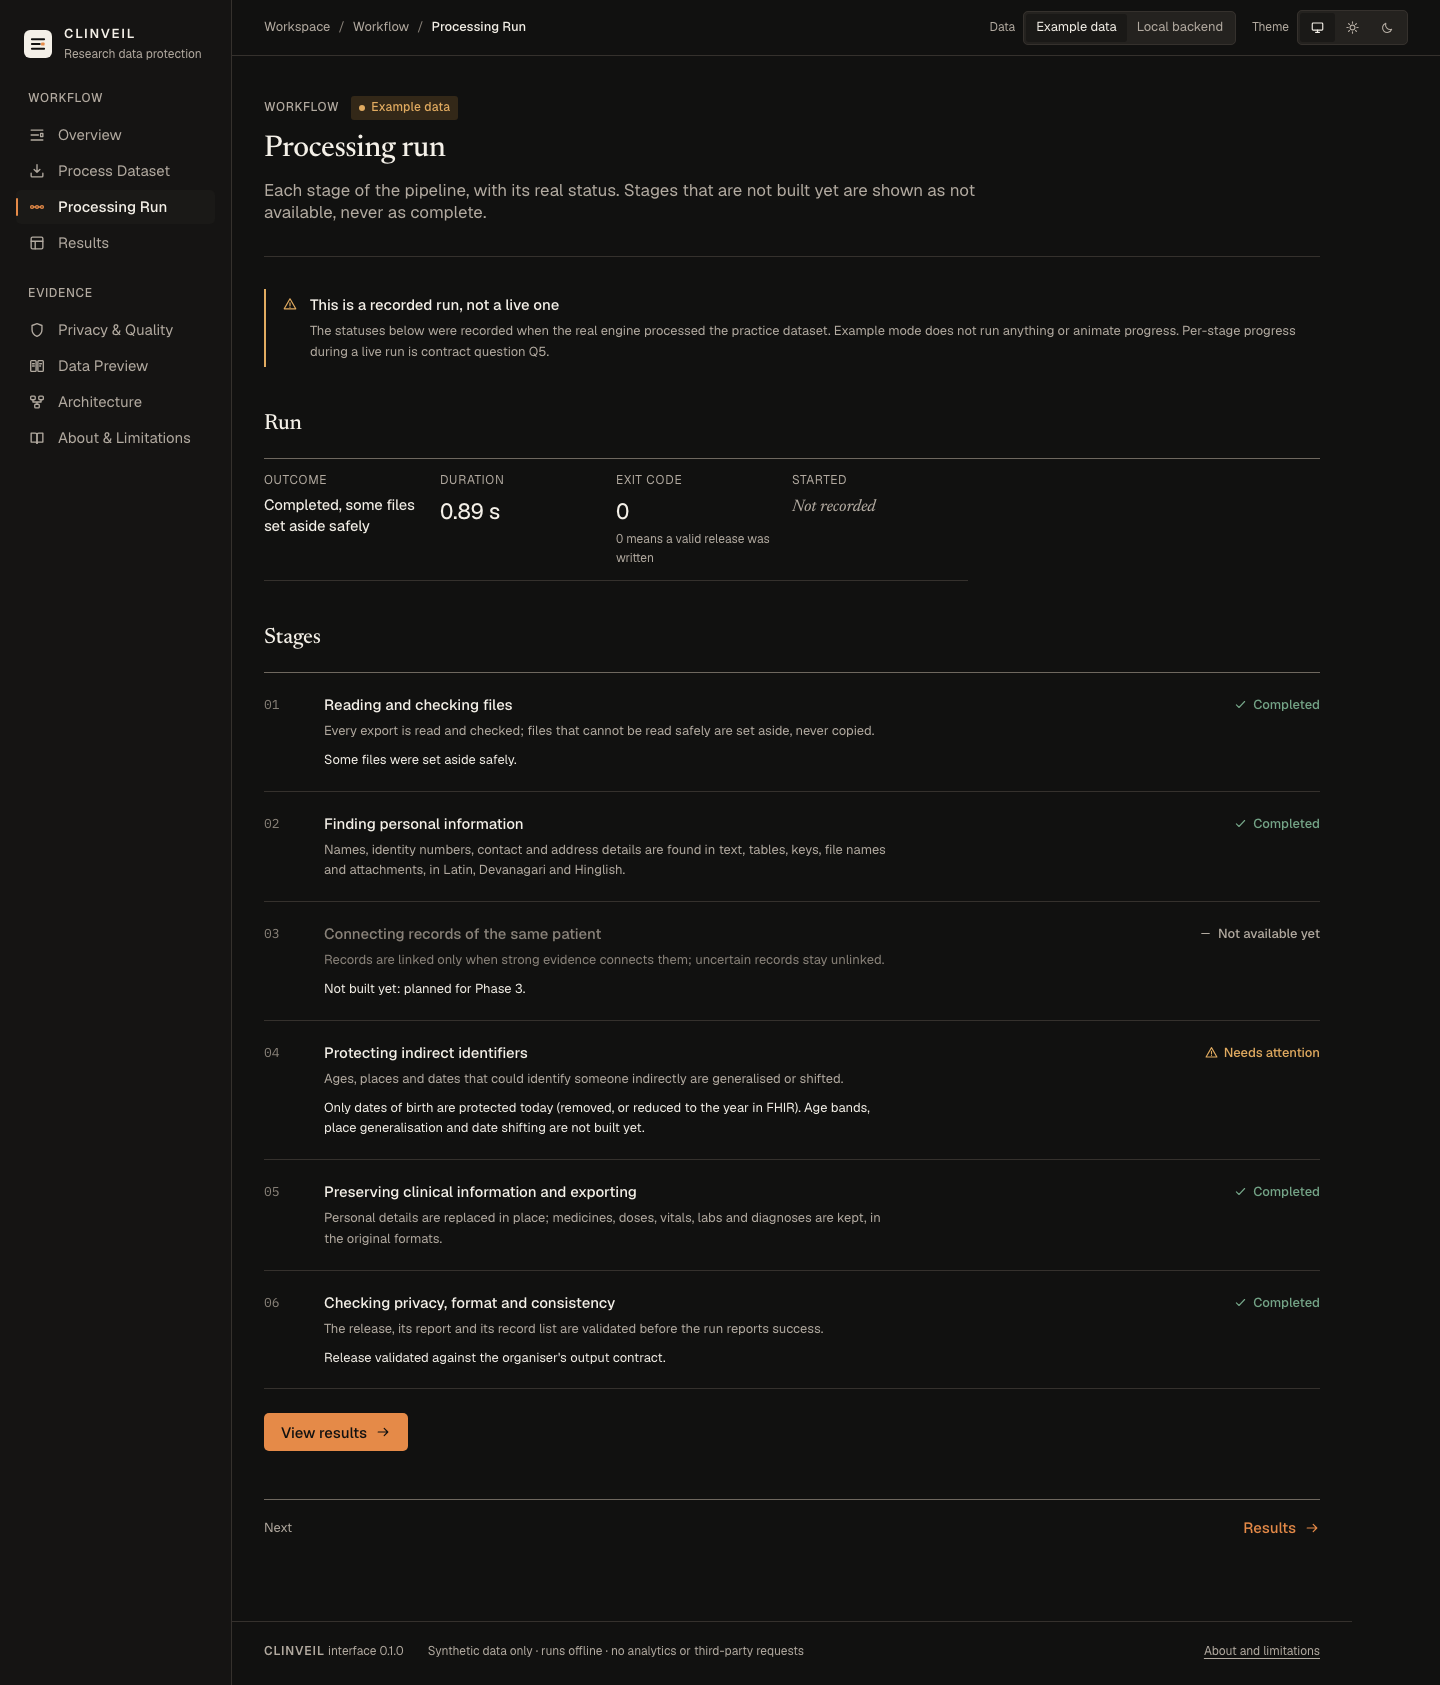 CLINVEIL
Research data protection
WORKFLOW
Overview
Process Dataset
Processing Run
Results
EVIDENCE
Privacy & Quality
Data Preview
Architecture
About & Limitations
Workspace / Workflow / Processing Run
Data Example data Local backend Theme
WORKFLOW Example data
Processing run
Each stage of the pipeline, with its real status. Stages that are not built yet are shown as not
available, never as complete.
This is a recorded run, not a live one
The statuses below were recorded when the real engine processed the practice dataset. Example mode does not run anything or animate progress. Per-stage progress
during a live run is contract question Q5.
Run
OUTCOME
Completed, some files
set aside safely
DURATION
0.89 s
EXIT CODE
0
0 means a valid release was
written
STARTED
Not recorded
Stages
01 Reading and checking files Completed
Every export is read and checked; files that cannot be read safely are set aside, never copied.
Some files were set aside safely.
02 Finding personal information Completed
Names, identity numbers, contact and address details are found in text, tables, keys, file names
and attachments, in Latin, Devanagari and Hinglish.
03 Connecting records of the same patient — Not available yet
Records are linked only when strong evidence connects them; uncertain records stay unlinked.
Not built yet: planned for Phase 3.
04 Protecting indirect identifiers Needs attention
Ages, places and dates that could identify someone indirectly are generalised or shifted.
Only dates of birth are protected today (removed, or reduced to the year in FHIR). Age bands,
place generalisation and date shifting are not built yet.
05 Preserving clinical information and exporting Completed
Personal details are replaced in place; medicines, doses, vitals, labs and diagnoses are kept, in
the original formats.
06 Checking privacy, format and consistency Completed
The release, its report and its record list are validated before the run reports success.
Release validated against the organiser's output contract.
View results →
Next Results →
CLINVEIL interface 0.1.0 Synthetic data only · runs offline · no analytics or third-party requests About and limitations